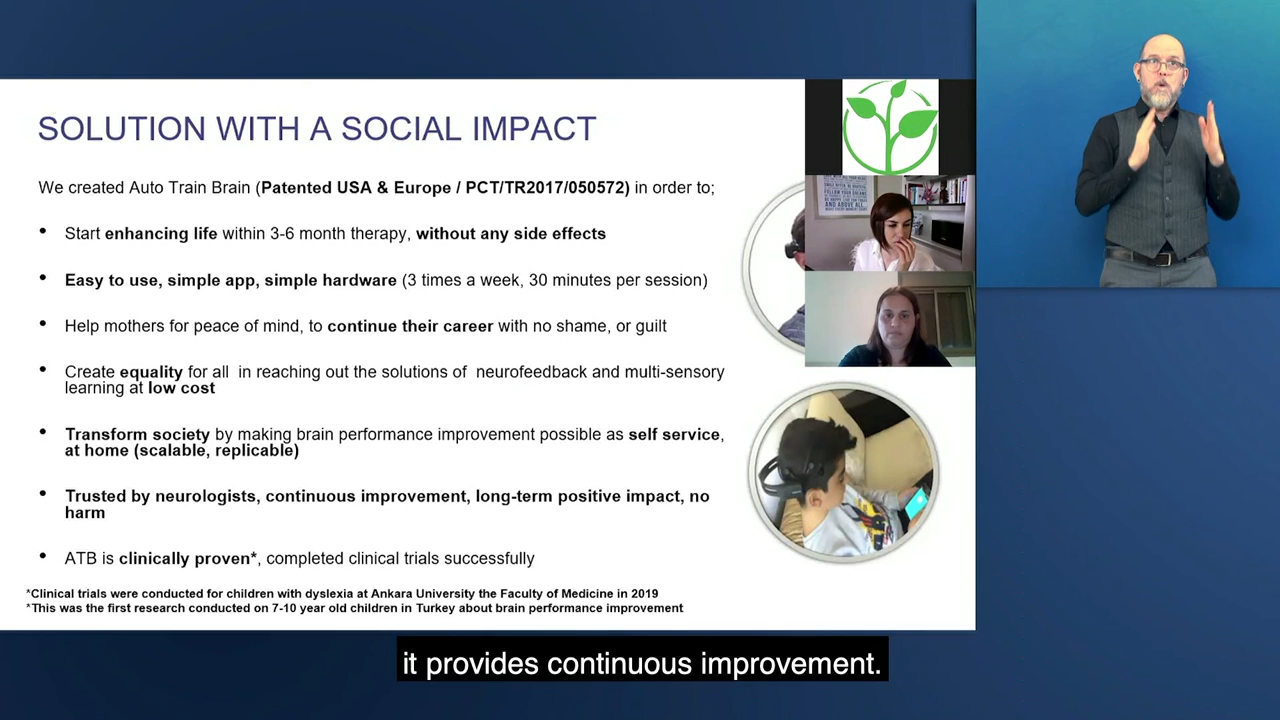 SOLUTION WITH A SOCIAL IMPACT
We created Auto Train Brain (Patented USA & Europe / PCT/TR2017/050572) in order to;
• Start enhancing life within 3-6 month therapy, without any side effects
• Easy to use, simple app, simple hardware (3 times a week, 30 minutes per session)
• Help mothers for peace of mind, to continue their career with no shame, or guilt
• Create equality for all in reaching out the solutions of neurofeedback and multi-sensory
learning at low cost
• Transform society by making brain performance improvement possible as self service,
at home (scalable, replicable)
• Trusted by neurologists, continuous improvement, long-term positive impact, no
harm
• ATB is clinically proven*, completed clinical trials successfully
*Clinical trials were conducted for children with dyslexia at Ankara University the Faculty of Medicine in 2019
*This was the first research conducted on 7-10 year old children in Turkey about brain performance improvement
FOLLOW YOUR
DREAMS
AND ABOVE ALL...
it provides continuous improvement.